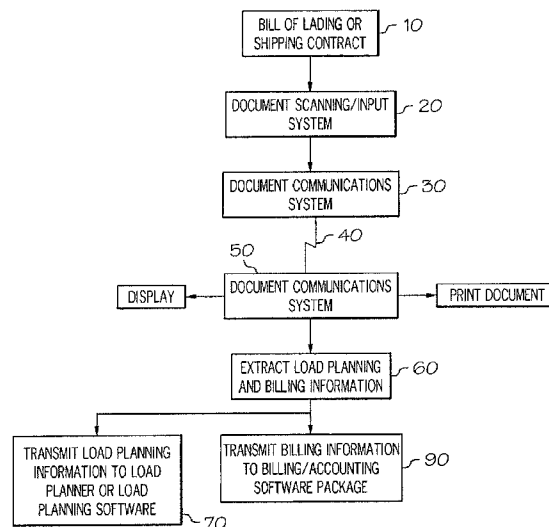 BILL OF LADING OR
SHIPPING CONTRACT
10
DOCUMENT SCANNING/INPUT
SYSTEM
20
DOCUMENT COMMUNICATIONS
SYSTEM
30
40
50
DOCUMENT COMMUNICATIONS
SYSTEM
DISPLAY
PRINT DOCUMENT
EXTRACT LOAD PLANNING
AND BILLING INFORMATION
60
TRANSMIT LOAD PLANNING
INFORMATION TO LOAD
PLANNER OR LOAD
PLANNING SOFTWARE
70
TRANSMIT BILLING INFORMATION
TO BILLING/ACCOUNTING
SOFTWARE PACKAGE
90